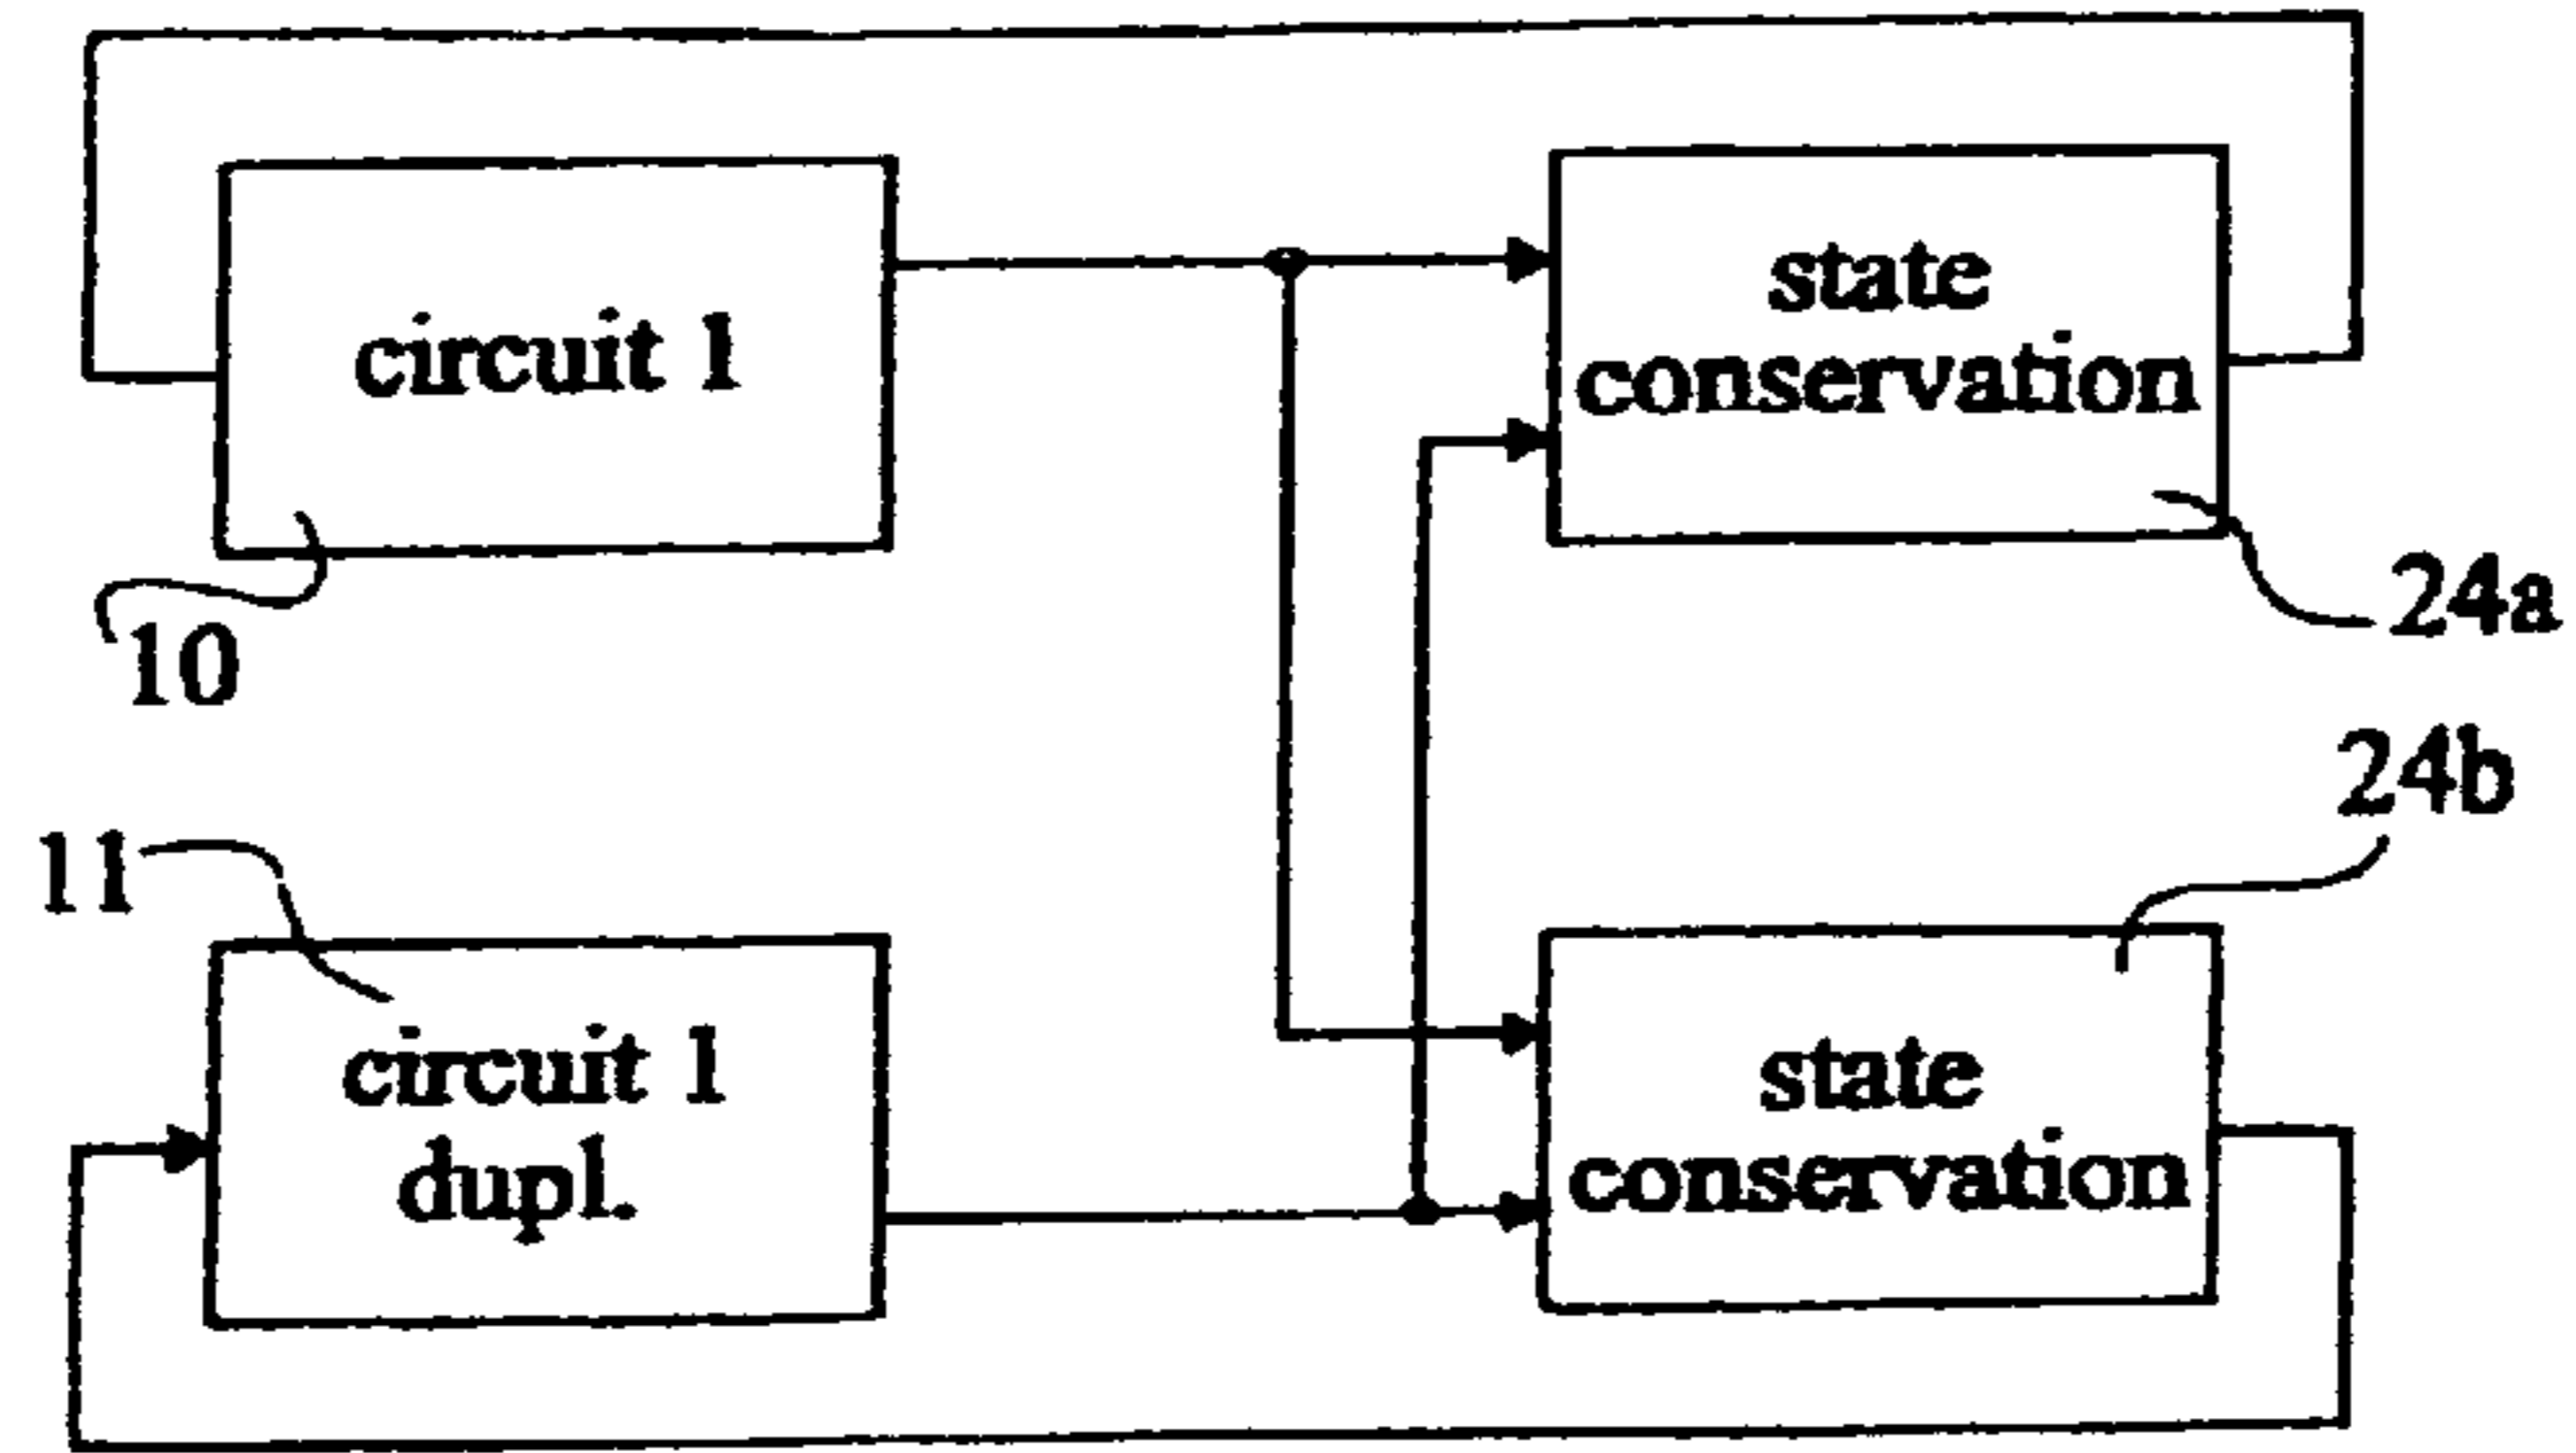 circuit 1
state
conservation
10
24a
24b
11
circuit 1
dupl.
state
conservation